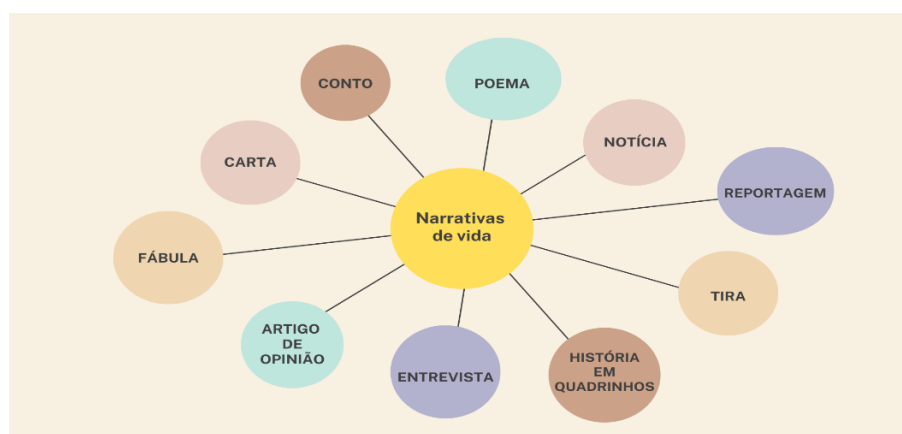 CONTO
POEMA
NOTÍCIA
CARTA
REPORTAGEM
Narrativas
de vida
FÁBULA
TIRA
ARTIGO
DE
OPINIÃO
ENTREVISTA
HISTÓRIA
EM
QUADRINHOS